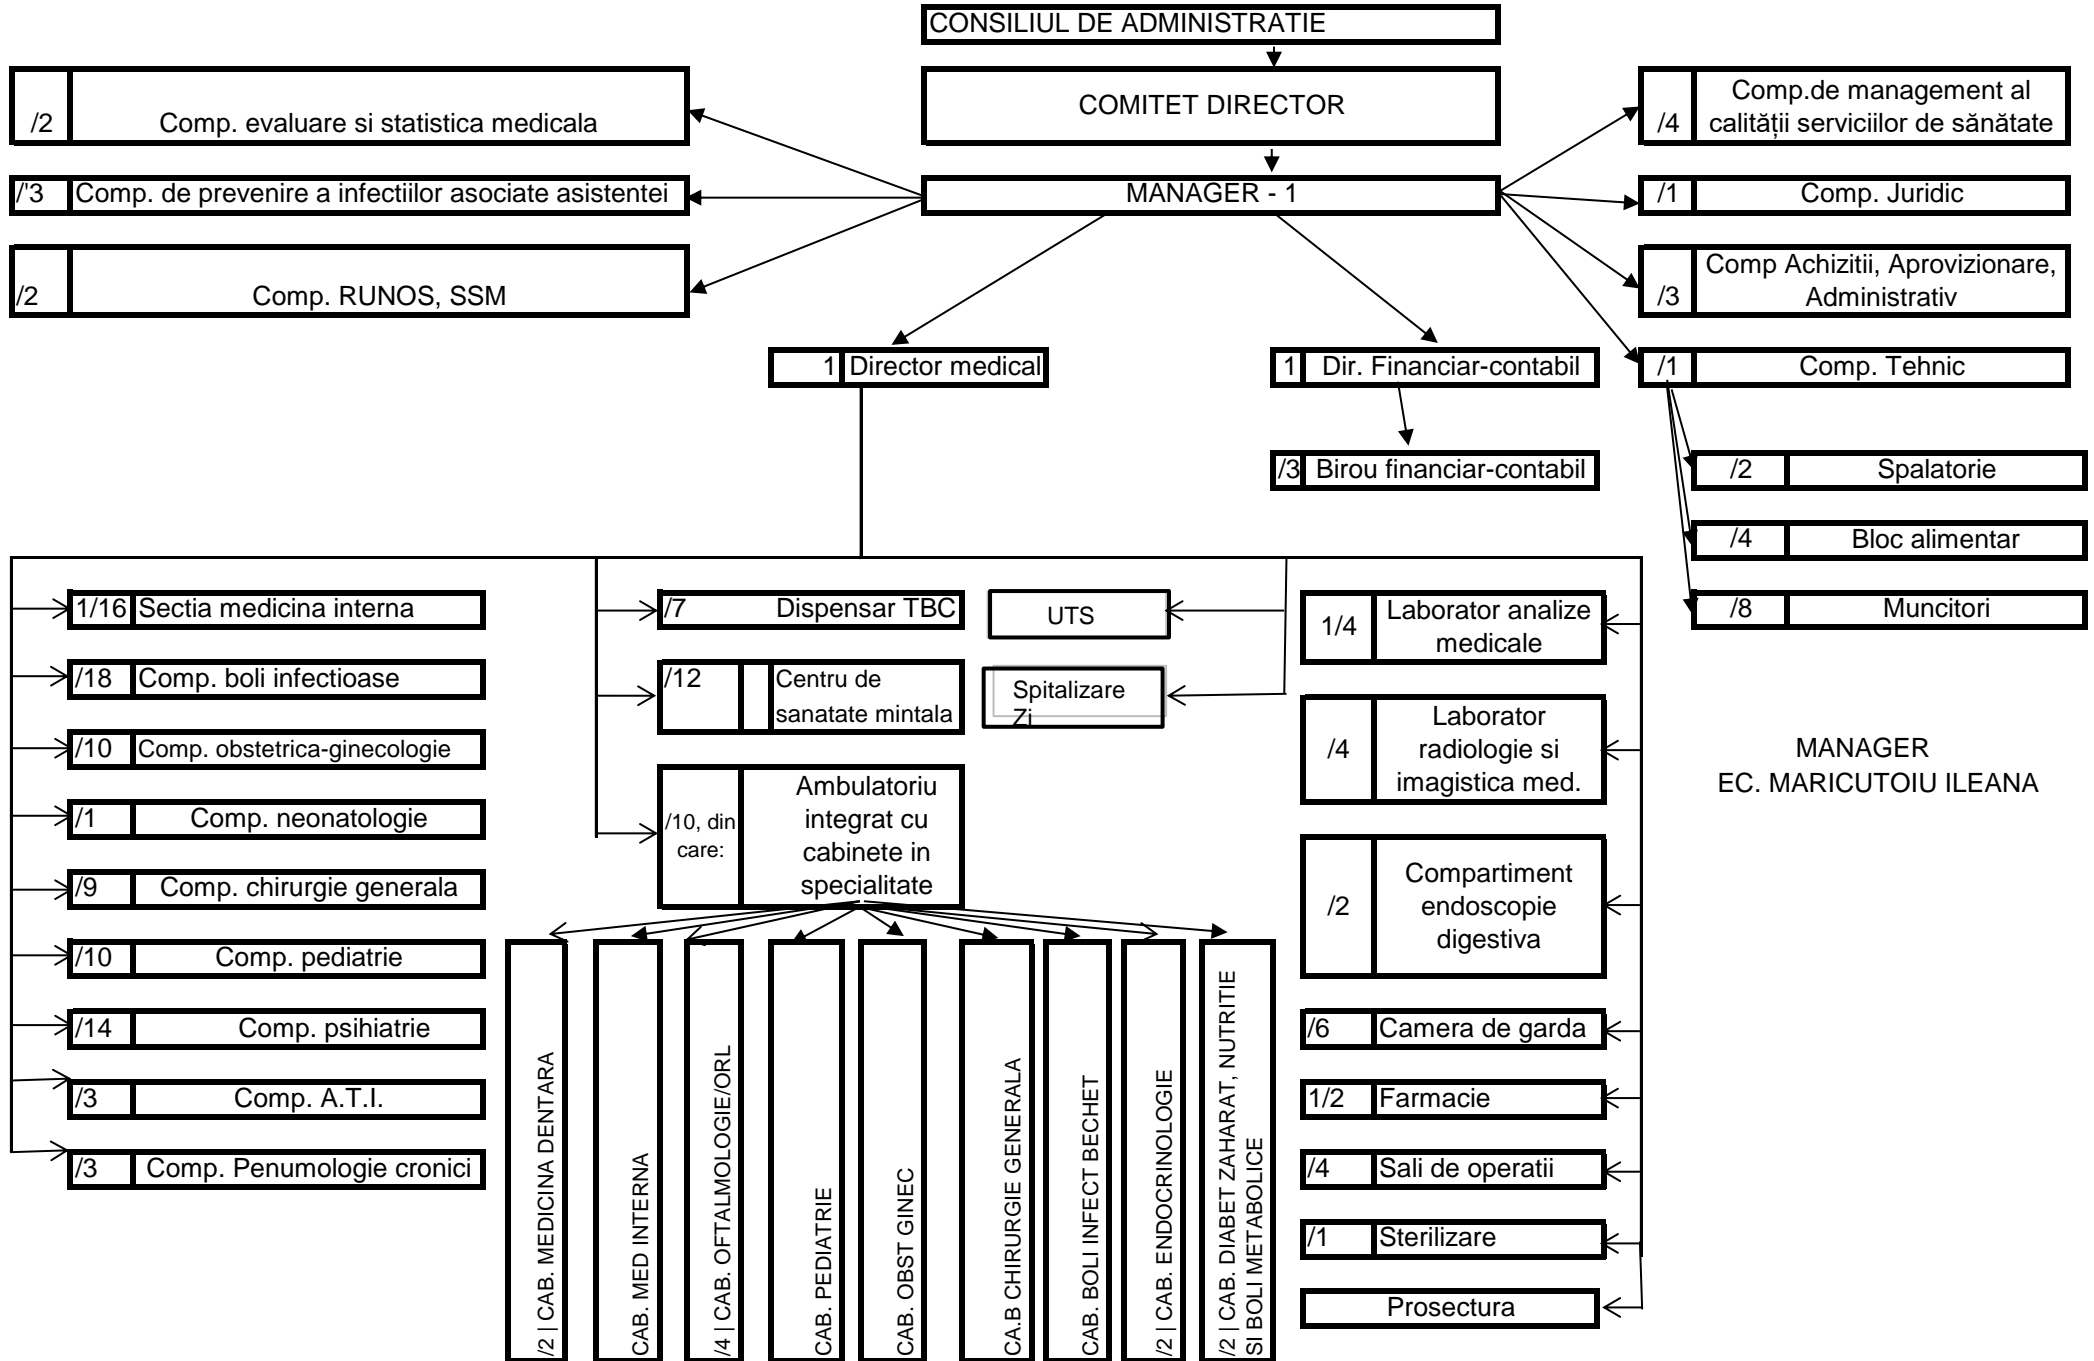 CONSILIUL DE ADMINISTRATIE
COMITET DIRECTOR
MANAGER - 1
/2 Comp. evaluare si statistica medicala
/'3 Comp. de prevenire a infectiilor asociate asistentei
/2 Comp. RUNOS, SSM
Comp.de management al
/4 calității serviciilor de sănătate
/1 Comp. Juridic
Comp Achizitii, Aprovizionare,
/3 Administrativ
1 Director medical
1 Dir. Financiar-contabil
/1 Comp. Tehnic
/3 Birou financiar-contabil
/2 Spalatorie
/4 Bloc alimentar
/8 Muncitori
1/16 Sectia medicina interna
/18 Comp. boli infectioase
/10 Comp. obstetrica-ginecologie
/1 Comp. neonatologie
/9 Comp. chirurgie generala
/10 Comp. pediatrie
/14 Comp. psihiatrie
/3 Comp. A.T.I.
/3 Comp. Penumologie cronici
/7 Dispensar TBC
/12 Centru de
sanatate mintala
/10, din
care:
Ambulatoriu
integrat cu
cabinete in
specialitate
UTS
Spitalizare
Zi
/2 | CAB. MEDICINA DENTARA
CAB. MED INTERNA
/4 | CAB. OFTALMOLOGIE/ORL
CAB. PEDIATRIE
CAB. OBST GINEC
CA.B CHIRURGIE GENERALA
CAB. BOLI INFECT BECHET
/2 | CAB. ENDOCRINOLOGIE
/2 | CAB. DIABET ZAHARAT, NUTRITIE
SI BOLI METABOLICE
1/4 Laborator analize
medicale
Laborator
/4 radiologie si
imagistica med.
Compartiment
/2 endoscopie
digestiva
/6 Camera de garda
1/2 Farmacie
/4 Sali de operatii
/1 Sterilizare
Prosectura
MANAGER
EC. MARICUTOIU ILEANA